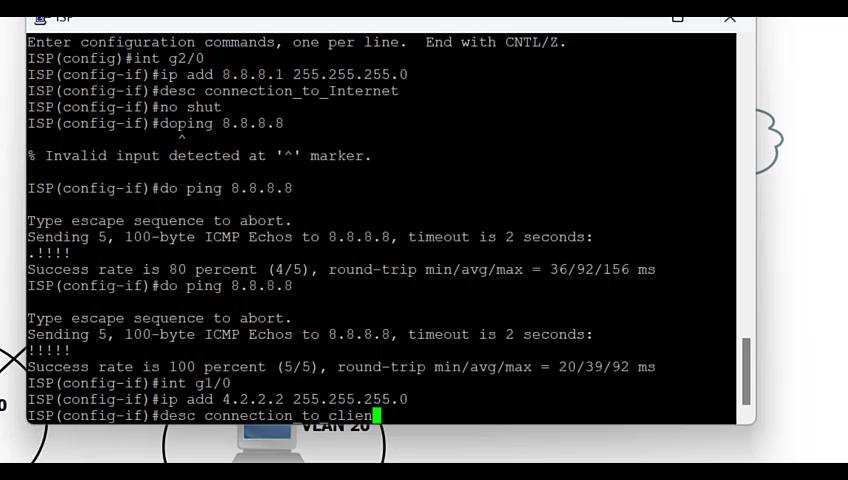 ISP
Enter configuration commands, one per line.  End with CNTL/Z.
ISP(config)#int g2/0
ISP(config-if)#ip add 8.8.8.1 255.255.255.0
ISP(config-if)#desc connection_to_Internet
ISP(config-if)#no shut
ISP(config-if)#doping 8.8.8.8
^
% Invalid input detected at '^' marker.
ISP(config-if)#do ping 8.8.8.8
Type escape sequence to abort.
Sending 5, 100-byte ICMP Echos to 8.8.8.8, timeout is 2 seconds:
.!!!!
Success rate is 80 percent (4/5), round-trip min/avg/max = 36/92/156 ms
ISP(config-if)#do ping 8.8.8.8
Type escape sequence to abort.
Sending 5, 100-byte ICMP Echos to 8.8.8.8, timeout is 2 seconds:
!!!!!
Success rate is 100 percent (5/5), round-trip min/avg/max = 20/39/92 ms
ISP(config-if)#int g1/0
ISP(config-if)#ip add 4.2.2.2 255.255.255.0
ISP(config-if)#desc connection_to_clien
VLAN 20